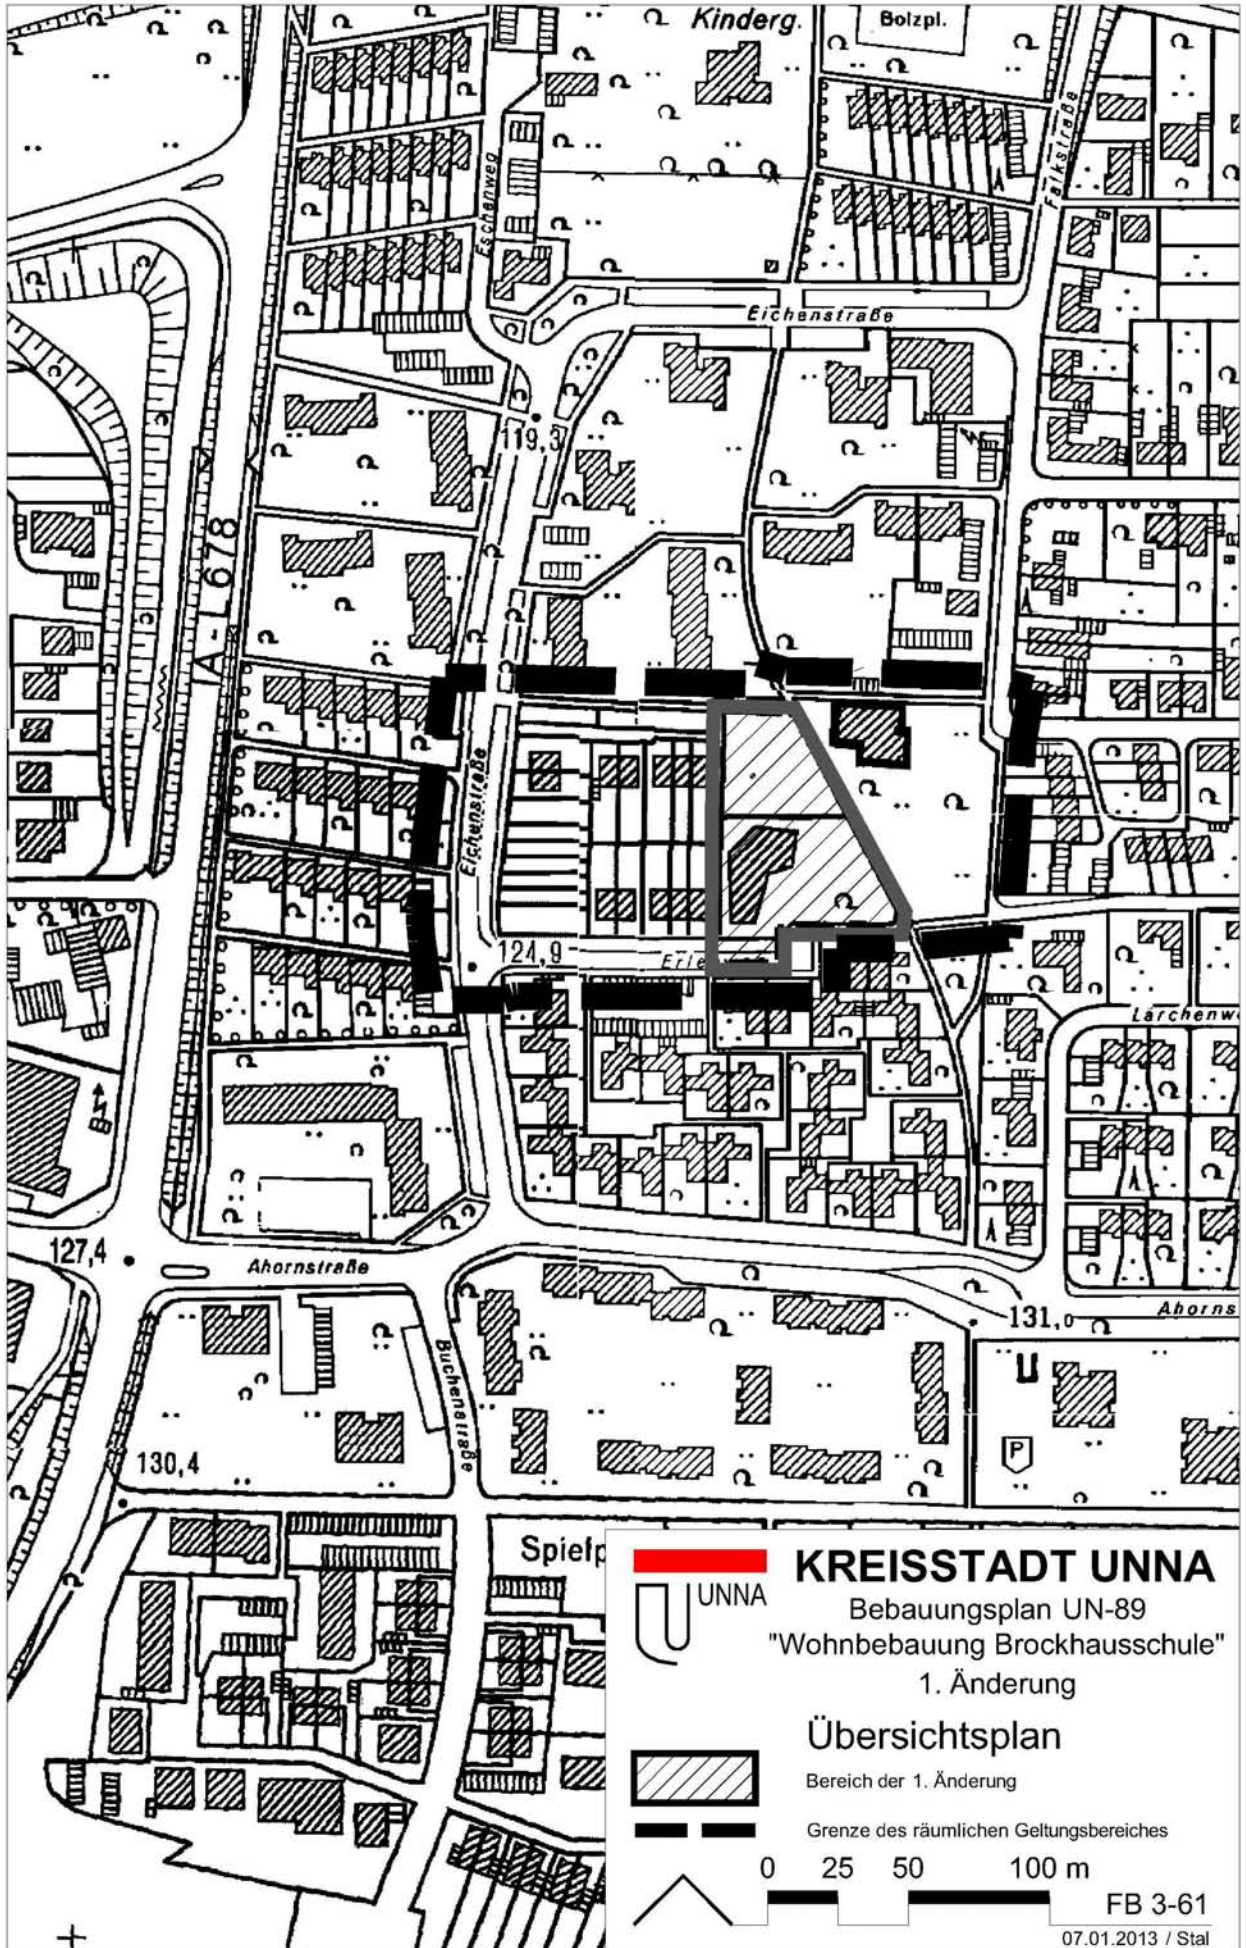 Kinderg.
Bolzpl.
Falkstraße
Eschenweg
Eichenstraße
119,3
A - L 678
Eichenstraße
124,9
Lärchenw
127,4
Ahornstraße
131,0
Ahorns
Buchenstraße
P
130,4
Spielp
UNNA
KREISSTADT UNNA
Bebauungsplan UN-89
"Wohnbebauung Brockhausschule"
1. Änderung
Übersichtsplan
Bereich der 1. Änderung
Grenze des räumlichen Geltungsbereiches
0 25 50 100 m
FB 3-61
07.01.2013 / Stal